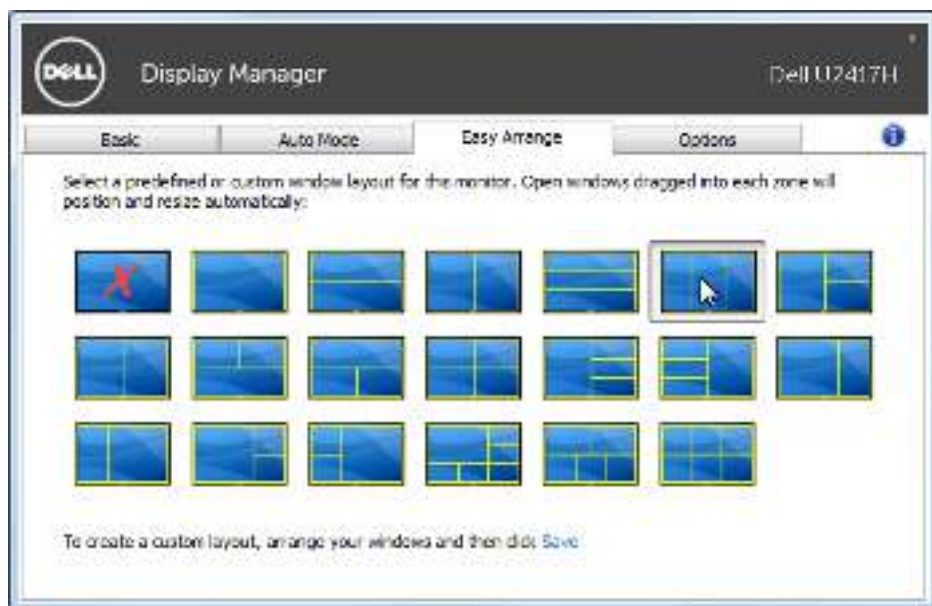 DELL
Display Manager
Dell U2417H
Basic
Auto Mode
Easy Arrange
Options
Select a predefined or custom window layout for this monitor. Open windows dragged into each zone will
position and resize automatically:
To create a custom layout, arrange your windows and then click Save